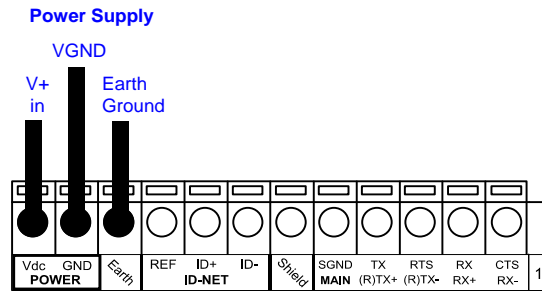 Power Supply
VGND
V+ in
Earth Ground
Vdc GND Earth REF ID+ ID- Shield SGND TX RTS RX CTS
POWER ID-NET MAIN (R)TX+ (R)TX- RX+ RX-
1